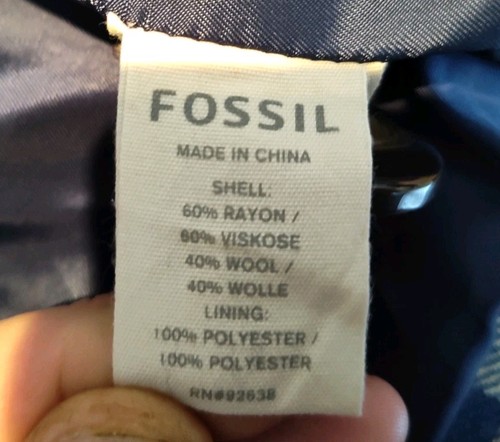 FOSSIL
MADE IN CHINA
SHELL:
60% RAYON /
60% VISKOSE
40% WOOL /
40% WOLLE
LINING:
100% POLYESTER /
100% POLYESTER
RN#92638